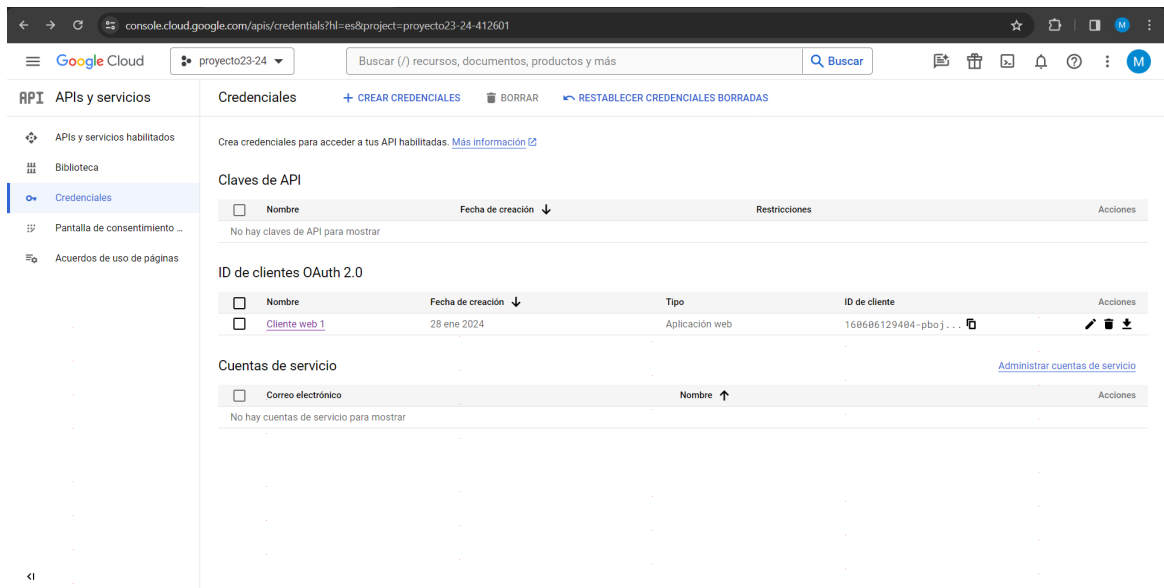 console.cloud.google.com/apis/credentials?hl=es&project=proyecto23-24-412601
M
Google Cloud
proyecto23-24
Buscar (/) recursos, documentos, productos y más
Buscar
M
API APIs y servicios
Credenciales
CREAR CREDENCIALES
BORRAR
RESTABLECER CREDENCIALES BORRADAS
APIs y servicios habilitados
Biblioteca
Credenciales
Pantalla de consentimiento ...
Acuerdos de uso de páginas
Crea credenciales para acceder a tus API habilitadas. Más información
Claves de API
Nombre Fecha de creación Restricciones Acciones
No hay claves de API para mostrar
ID de clientes OAuth 2.0
Nombre Fecha de creación Tipo ID de cliente Acciones
Cliente web 1 28 ene 2024 Aplicación web 160606129404-pboj...
Cuentas de servicio
Administrar cuentas de servicio
Correo electrónico Nombre Acciones
No hay cuentas de servicio para mostrar